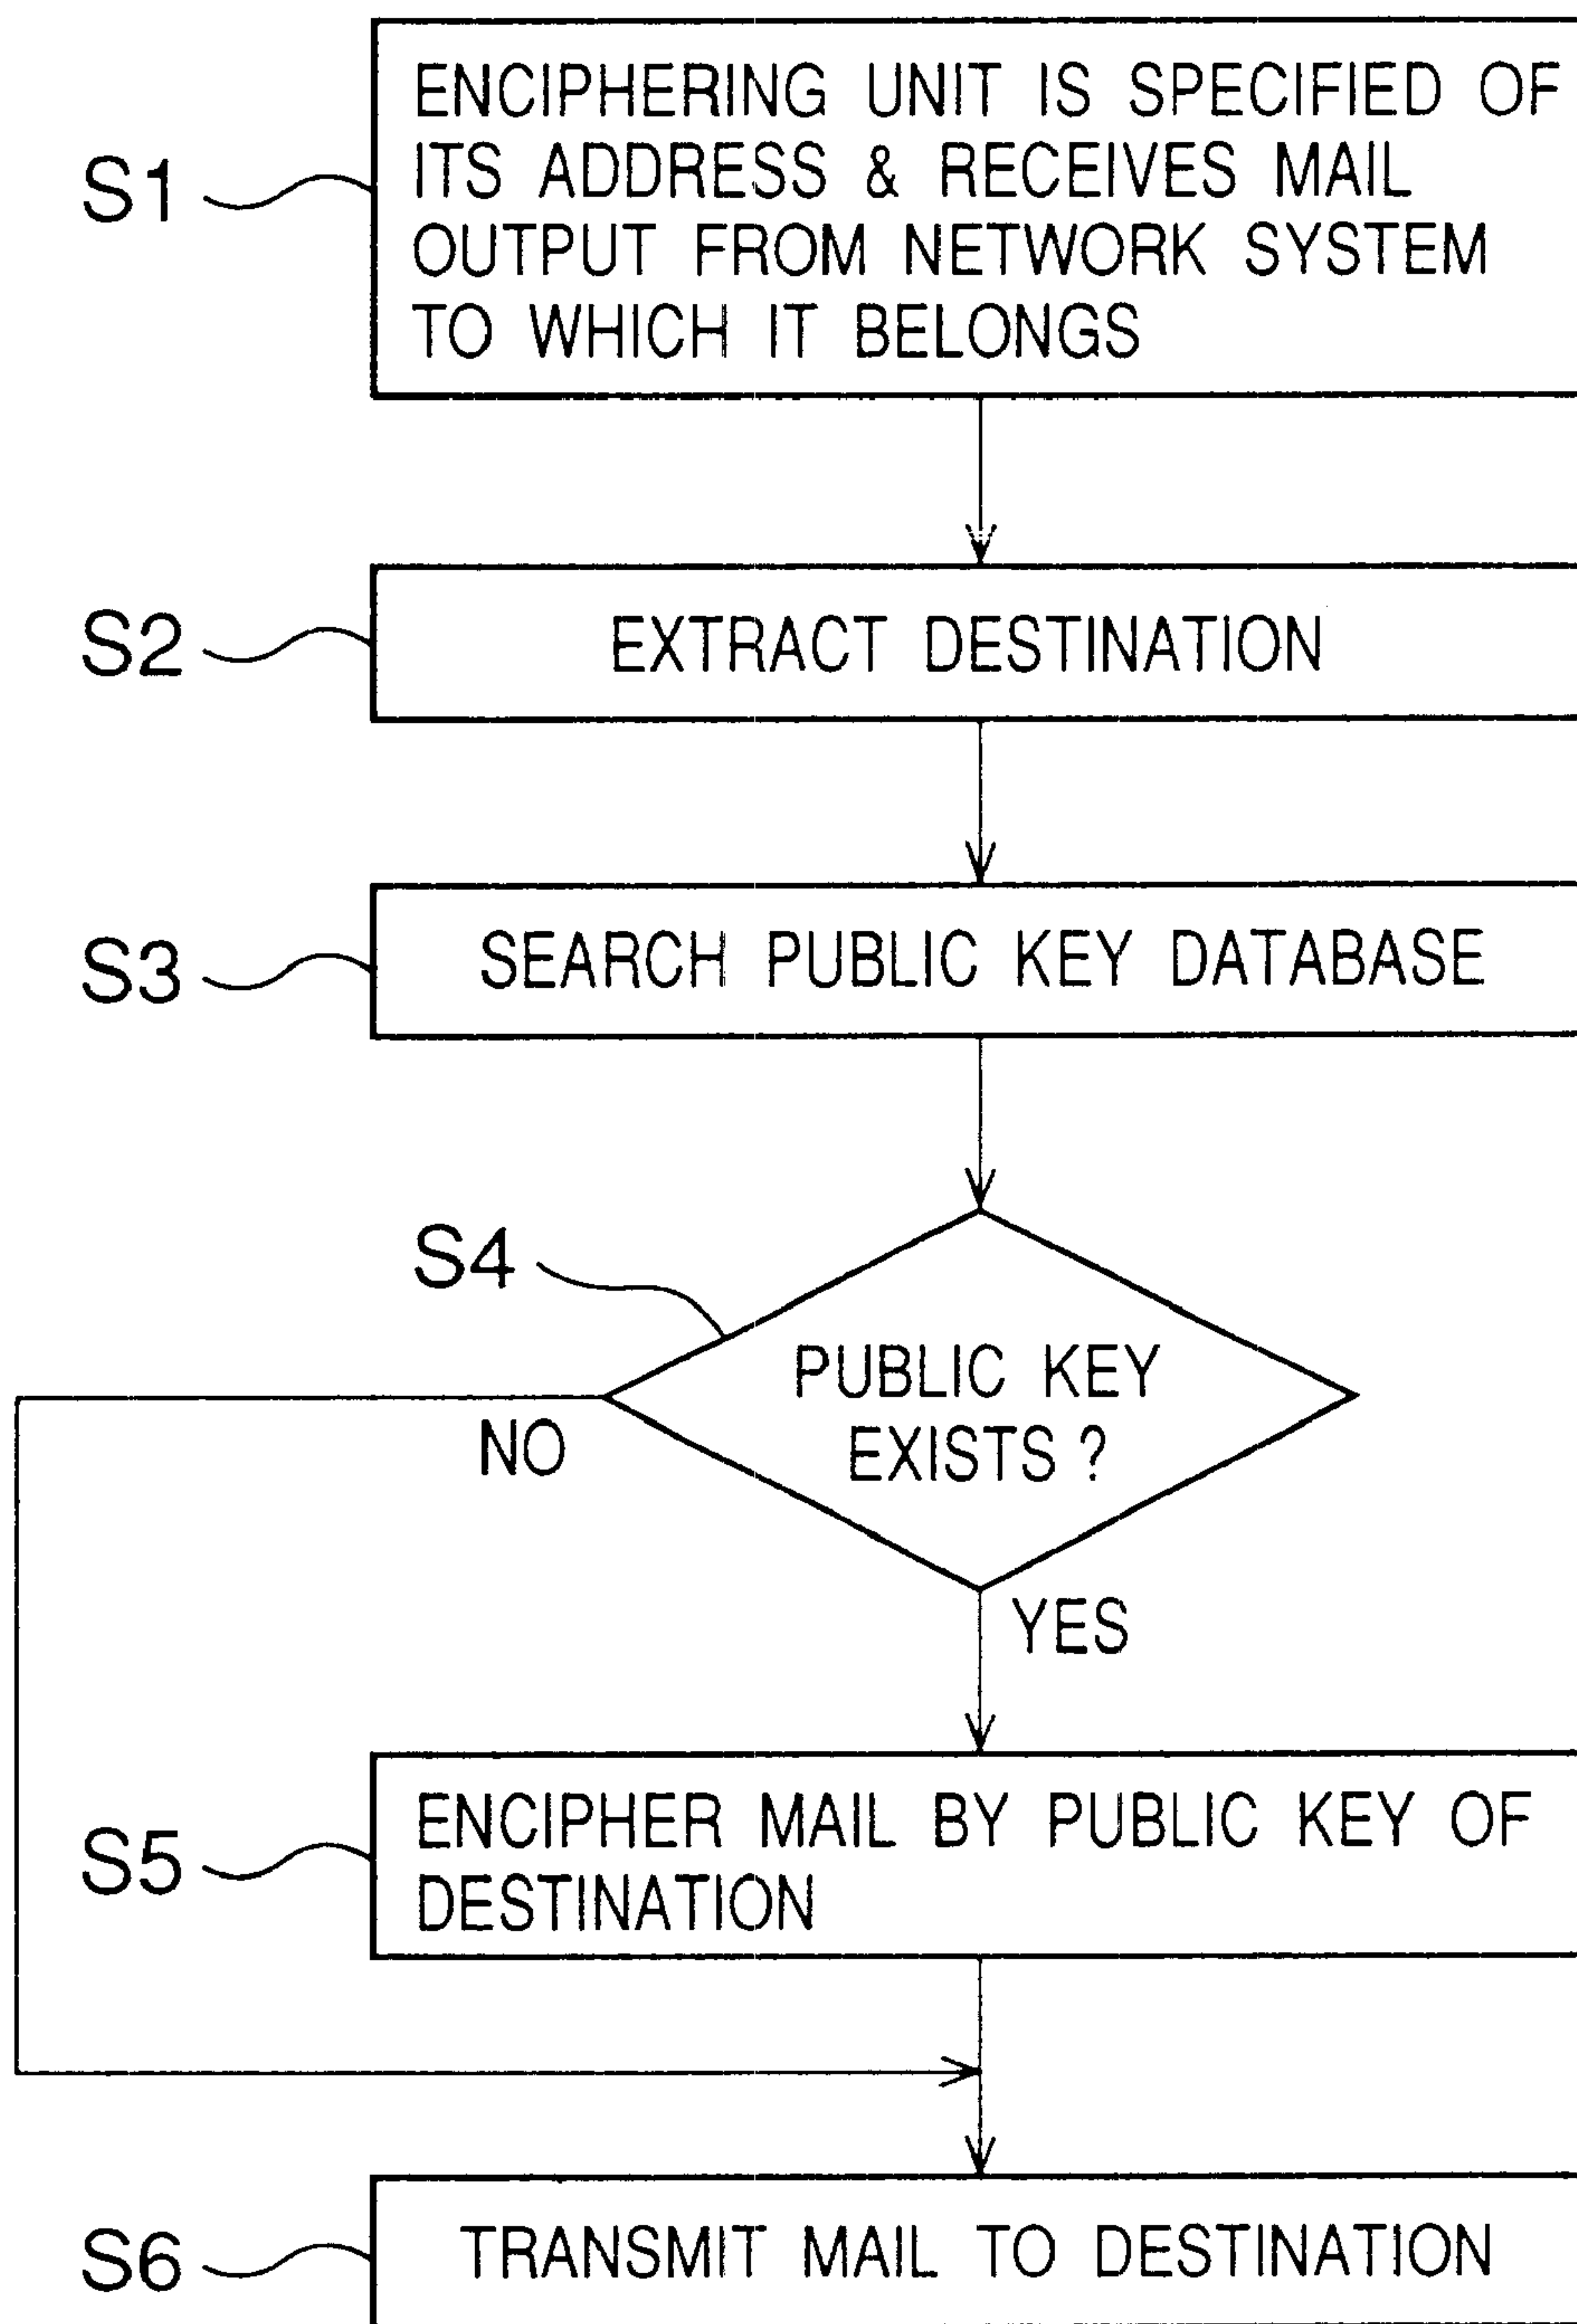 S1
ENCIPHERING UNIT IS SPECIFIED OF
ITS ADDRESS & RECEIVES MAIL
OUTPUT FROM NETWORK SYSTEM
TO WHICH IT BELONGS
S2
EXTRACT DESTINATION
S3
SEARCH PUBLIC KEY DATABASE
S4
PUBLIC KEY
EXISTS ?
NO
YES
S5
ENCIPHER MAIL BY PUBLIC KEY OF
DESTINATION
S6
TRANSMIT MAIL TO DESTINATION